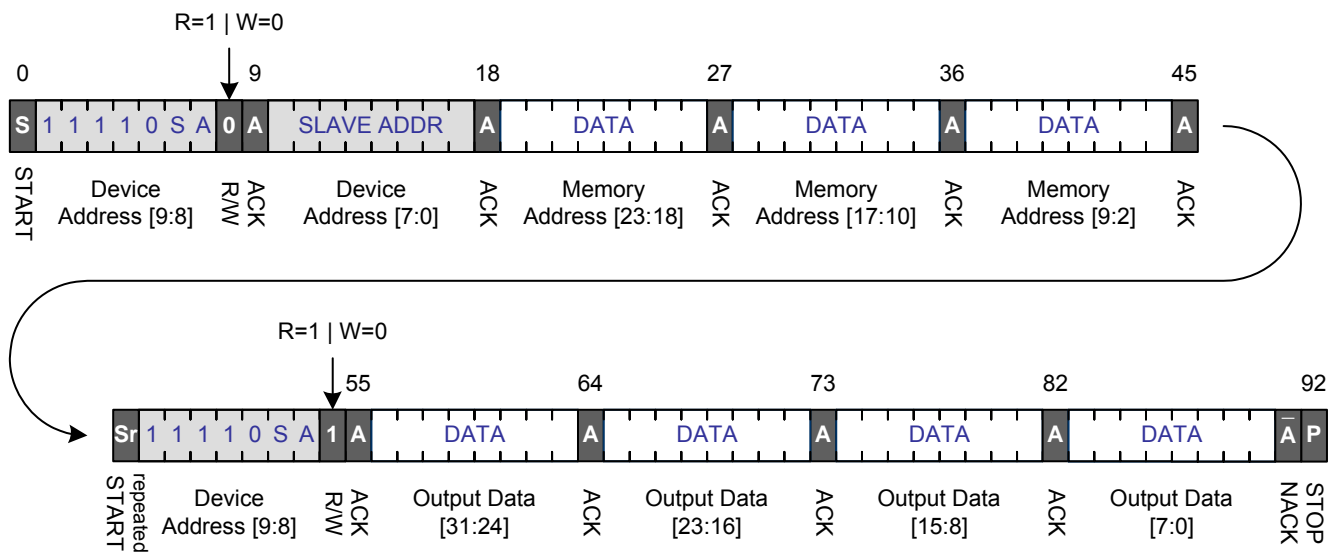 R=1 | W=0
0 9 18 27 36 45
S 1 1 1 1 0 S A 0 A SLAVE ADDR A DATA A DATA A DATA A
START Device Address [9:8] R/W ACK Device Address [7:0] ACK Memory Address [23:18] ACK Memory Address [17:10] ACK Memory Address [9:2] ACK
R=1 | W=0
55 64 73 82 92
Sr 1 1 1 1 0 S A 1 A DATA A DATA A DATA A DATA A P
repeated START Device Address [9:8] R/W ACK Output Data [31:24] ACK Output Data [23:16] ACK Output Data [15:8] ACK Output Data [7:0] NACK STOP